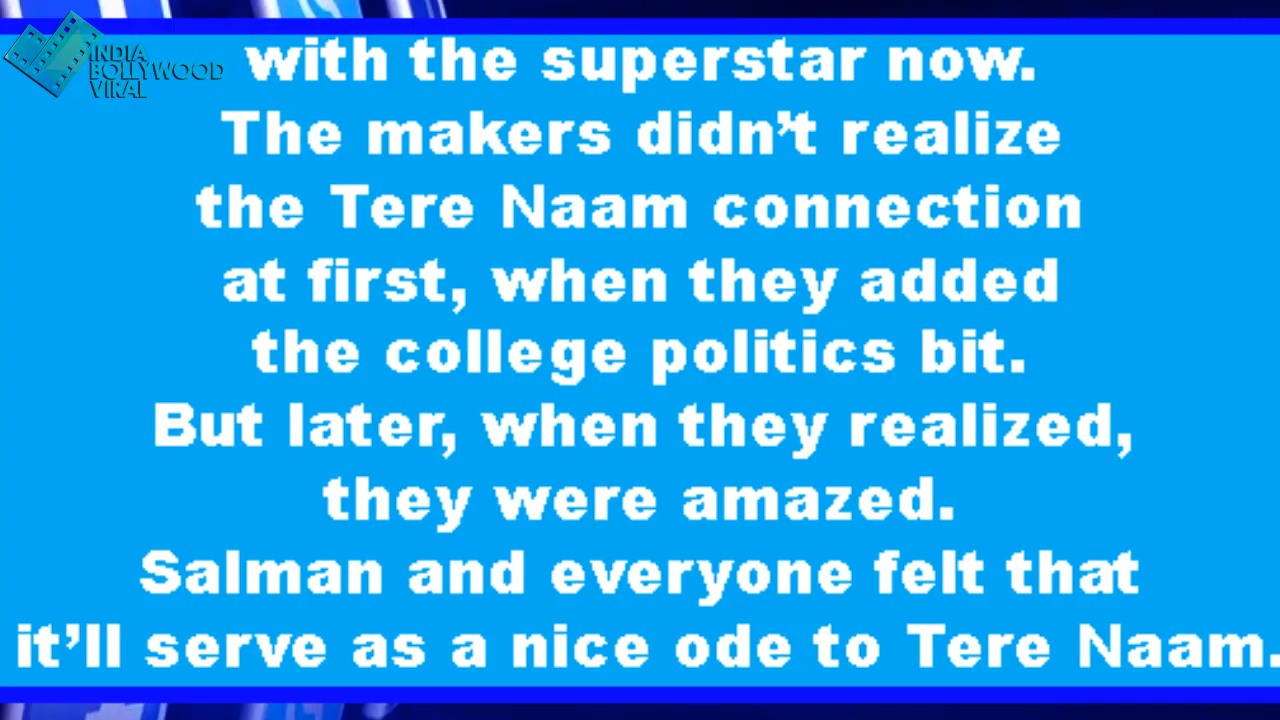 INDIA
BOLLYWOOD
VIRAL
with the superstar now.
The makers didn't realize
the Tere Naam connection
at first, when they added
the college politics bit.
But later, when they realized,
they were amazed.
Salman and everyone felt that
it'll serve as a nice ode to Tere Naam.